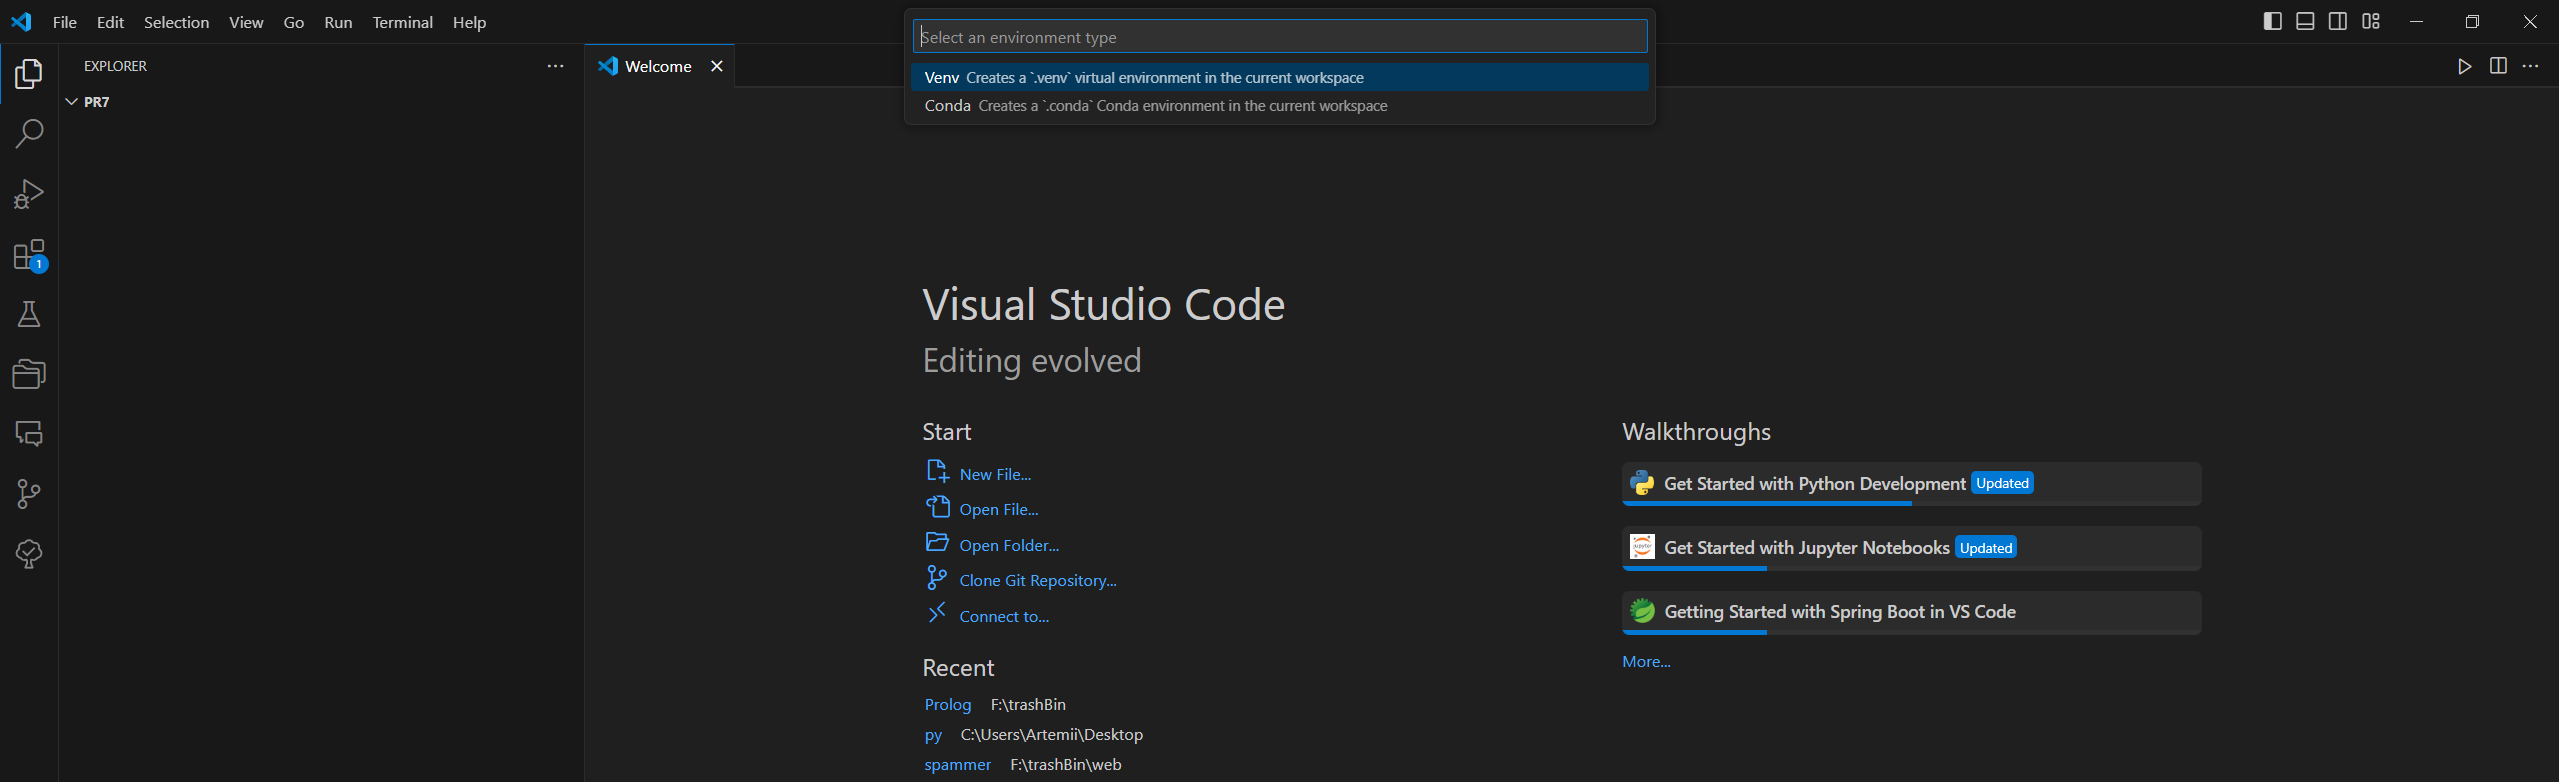 File Edit Selection View Go Run Terminal Help
Select an environment type
Venv Creates a `.venv` virtual environment in the current workspace
Conda Creates a `.conda` Conda environment in the current workspace
EXPLORER
PR7
1
Welcome
Visual Studio Code
Editing evolved
Start
New File...
Open File...
Open Folder...
Clone Git Repository...
Connect to...
Recent
Prolog F:\trashBin
py C:\Users\Artemii\Desktop
spammer F:\trashBin\web
Walkthroughs
Get Started with Python Development Updated
jupyter
Get Started with Jupyter Notebooks Updated
Getting Started with Spring Boot in VS Code
More...